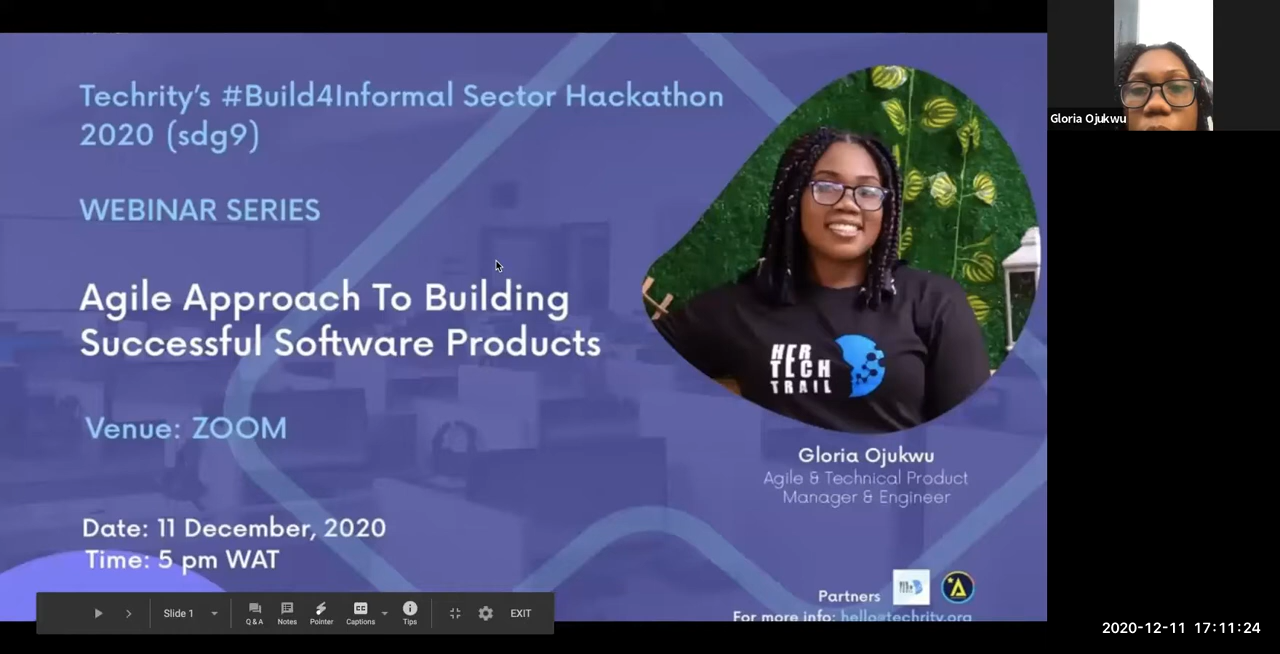 Techrity's #Build4Informal Sector Hackathon
2020 (sdg9)
WEBINAR SERIES
Agile Approach To Building
Successful Software Products
Venue: ZOOM
Date: 11 December, 2020
Time: 5 pm WAT
HER
TECH
TRAIL
Gloria Ojukwu
Agile & Technical Product
Manager & Engineer
Partners
For more info: hello@techrity.org
Slide 1
Q & A
Notes
Pointer
Captions
Tips
EXIT
Gloria Ojukwu
2020-12-11 17:11:24